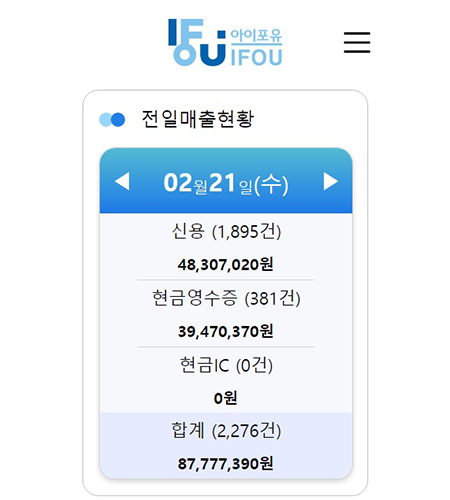 IFOU 아이포유
IFOU
전일매출현황
02월21일(수)
신용 (1,895건)
48,307,020원
현금영수증 (381건)
39,470,370원
현금IC (0건)
0원
합계 (2,276건)
87,777,390원